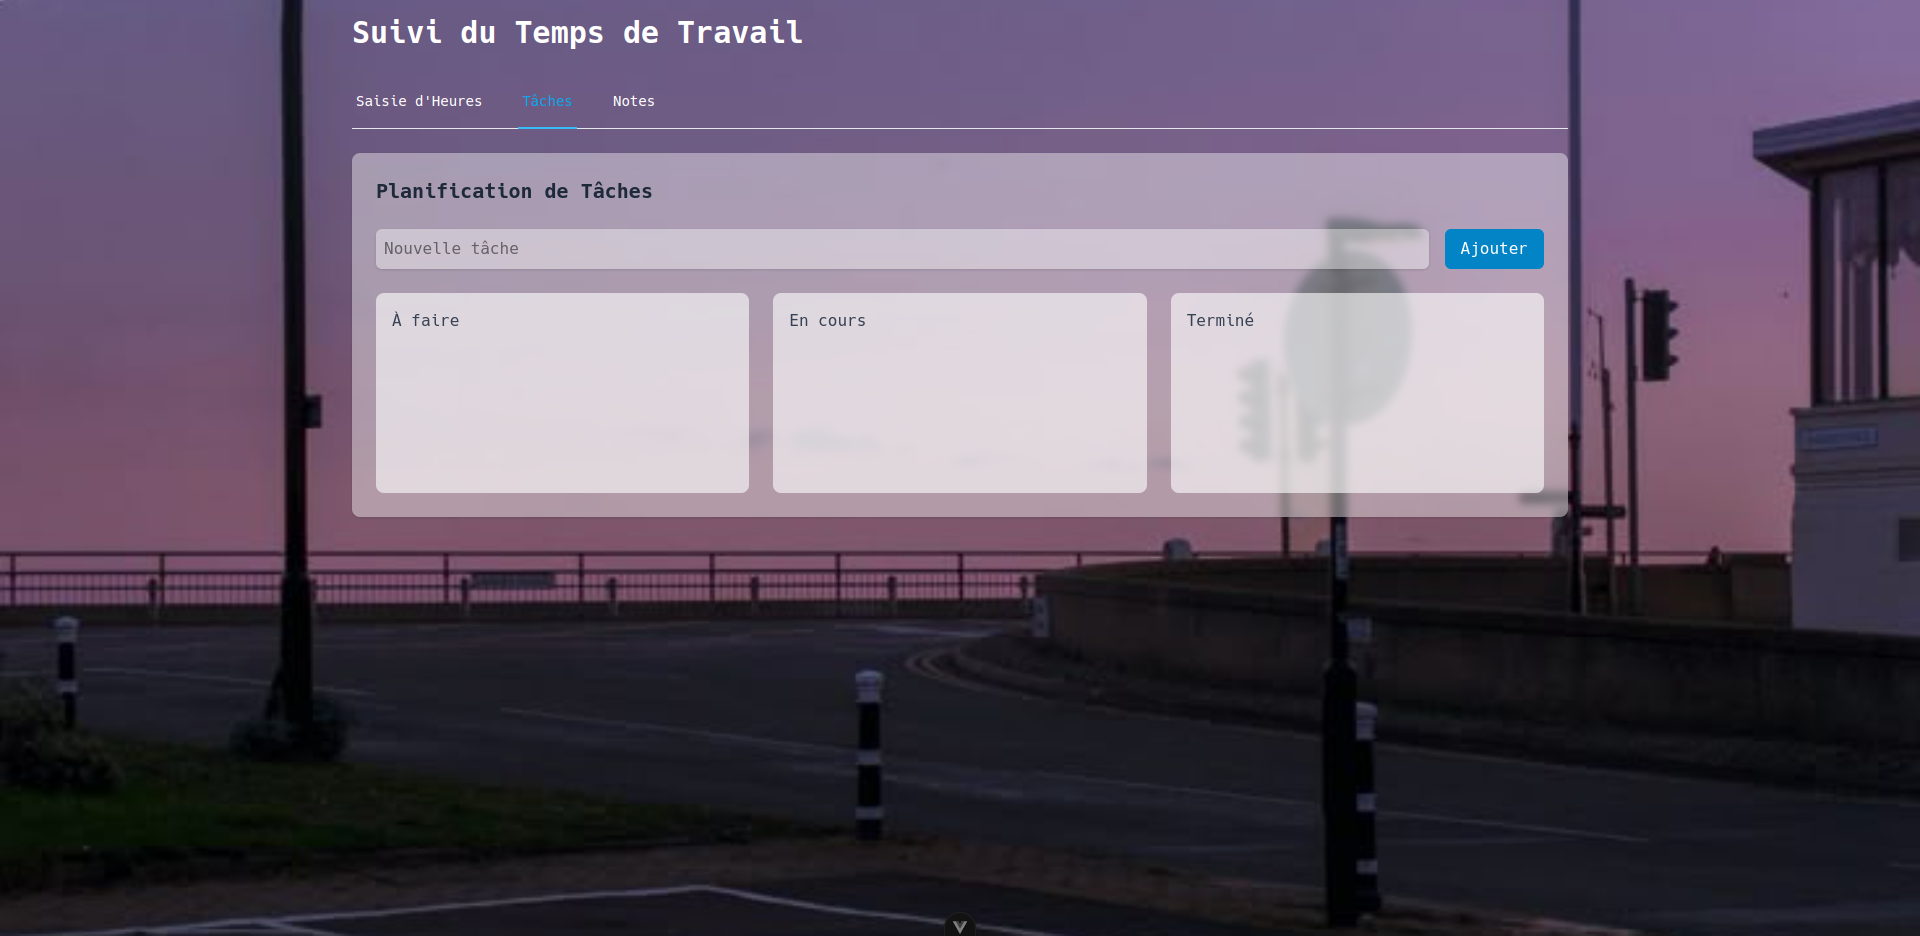 Suivi du Temps de Travail
Saisie d'Heures
Tâches
Notes
Planification de Tâches
Nouvelle tâche
Ajouter
À faire
En cours
Terminé